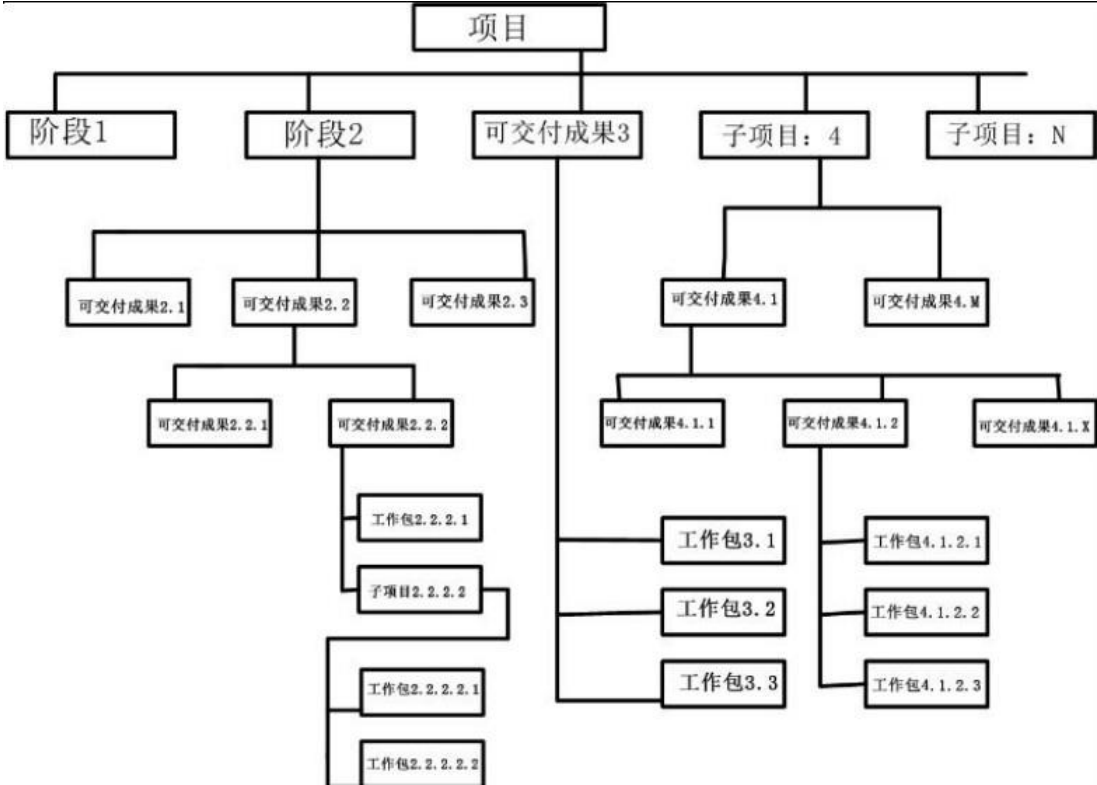 项目
阶段1
阶段2
可交付成果3
子项目：4
子项目：N
可交付成果2.1
可交付成果2.2
可交付成果2.3
可交付成果4.1
可交付成果4.M
可交付成果2.2.1
可交付成果2.2.2
可交付成果4.1.1
可交付成果4.1.2
可交付成果4.1.X
工作包2.2.2.1
子项目2.2.2.2
工作包2.2.2.2.1
工作包2.2.2.2.2
工作包3.1
工作包3.2
工作包3.3
工作包4.1.2.1
工作包4.1.2.2
工作包4.1.2.3